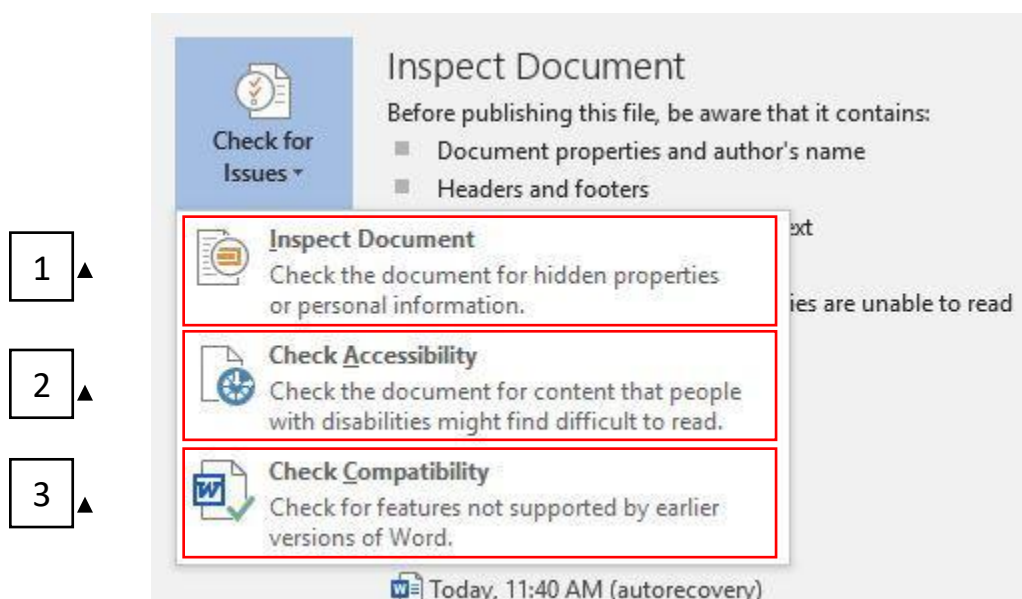 Inspect Document
Before publishing this file, be aware that it contains:
Document properties and author's name
Headers and footers
Check for
Issues
ext
ies are unable to read
1
Inspect Document
Check the document for hidden properties
or personal information.
2
Check Accessibility
Check the document for content that people
with disabilities might find difficult to read.
3
Check Compatibility
Check for features not supported by earlier
versions of Word.
Today, 11:40 AM (autorecovery)